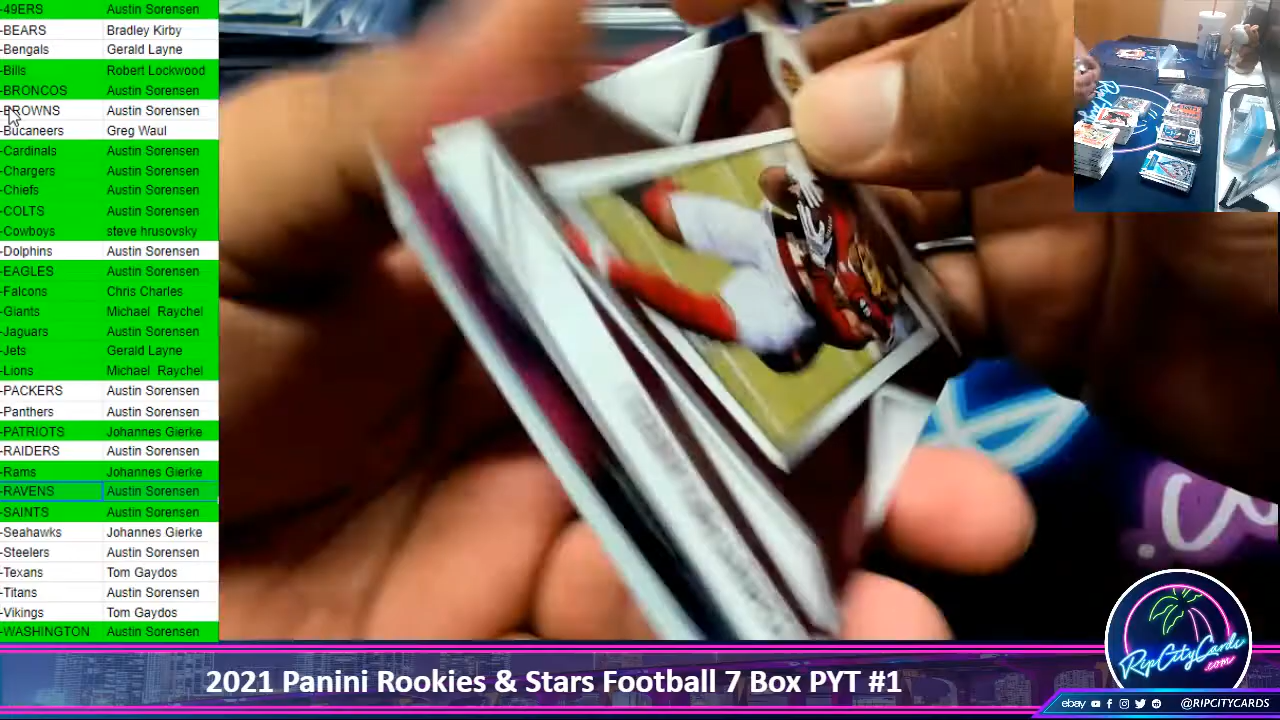 -49ERS Austin Sorensen
-BEARS Bradley Kirby
-Bengals Gerald Layne
-Bills Robert Lockwood
-BRONCOS Austin Sorensen
-BROWNS Austin Sorensen
-Bucaneers Greg Waul
-Cardinals Austin Sorensen
-Chargers Austin Sorensen
-Chiefs Austin Sorensen
-COLTS Austin Sorensen
-Cowboys steve hrusovsky
-Dolphins Austin Sorensen
-EAGLES Austin Sorensen
-Falcons Chris Charles
-Giants Michael Raychel
-Jaguars Austin Sorensen
-Jets Gerald Layne
-Lions Michael Raychel
-PACKERS Austin Sorensen
-Panthers Austin Sorensen
-PATRIOTS Johannes Gierke
-RAIDERS Austin Sorensen
-Rams Johannes Gierke
-RAVENS Austin Sorensen
-SAINTS Austin Sorensen
-Seahawks Johannes Gierke
-Steelers Austin Sorensen
-Texans Tom Gaydos
-Titans Austin Sorensen
-Vikings Tom Gaydos
-WASHINGTON Austin Sorensen
2021 Panini Rookies & Stars Football 7 Box PYT #1
RipCityCards
.com
ebay @RIPCITYCARDS